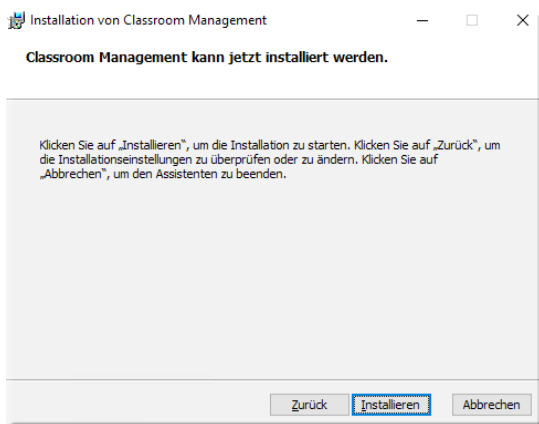 Installation von Classroom Management
Classroom Management kann jetzt installiert werden.
Klicken Sie auf „Installieren“, um die Installation zu starten. Klicken Sie auf „Zurück“, um
die Installationseinstellungen zu überprüfen oder zu ändern. Klicken Sie auf
„Abbrechen“, um den Assistenten zu beenden.
Zurück Installieren Abbrechen